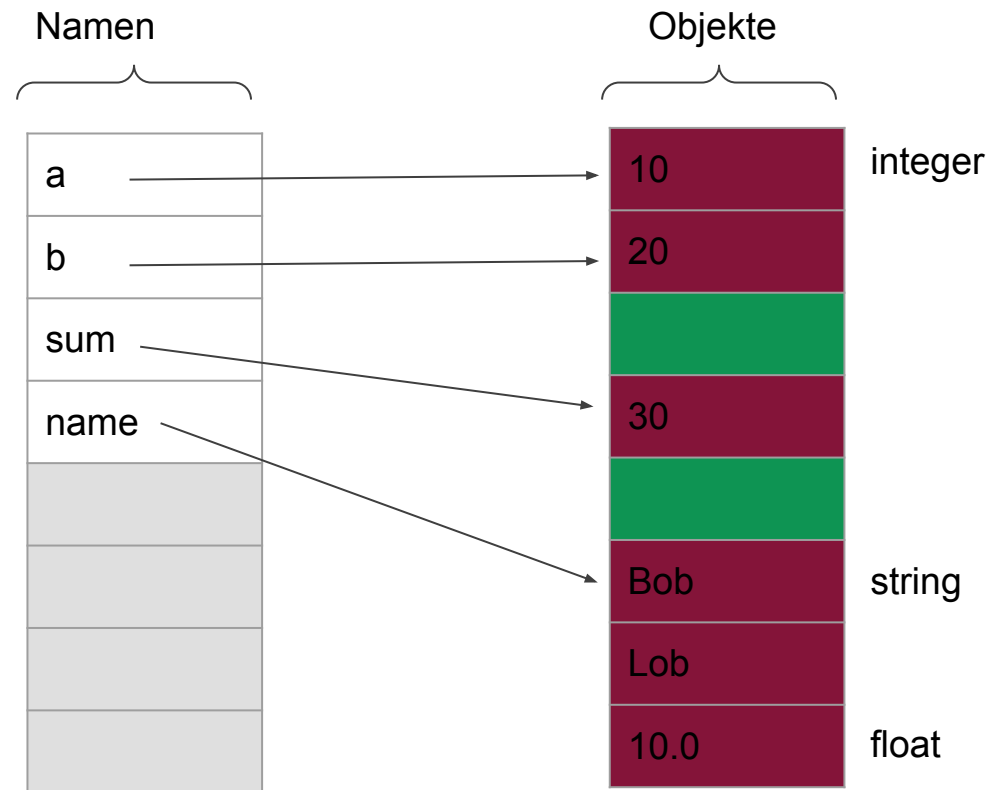 Namen
Objekte
a
10
integer
b
20
sum
30
name
Bob
string
Lob
10.0
float